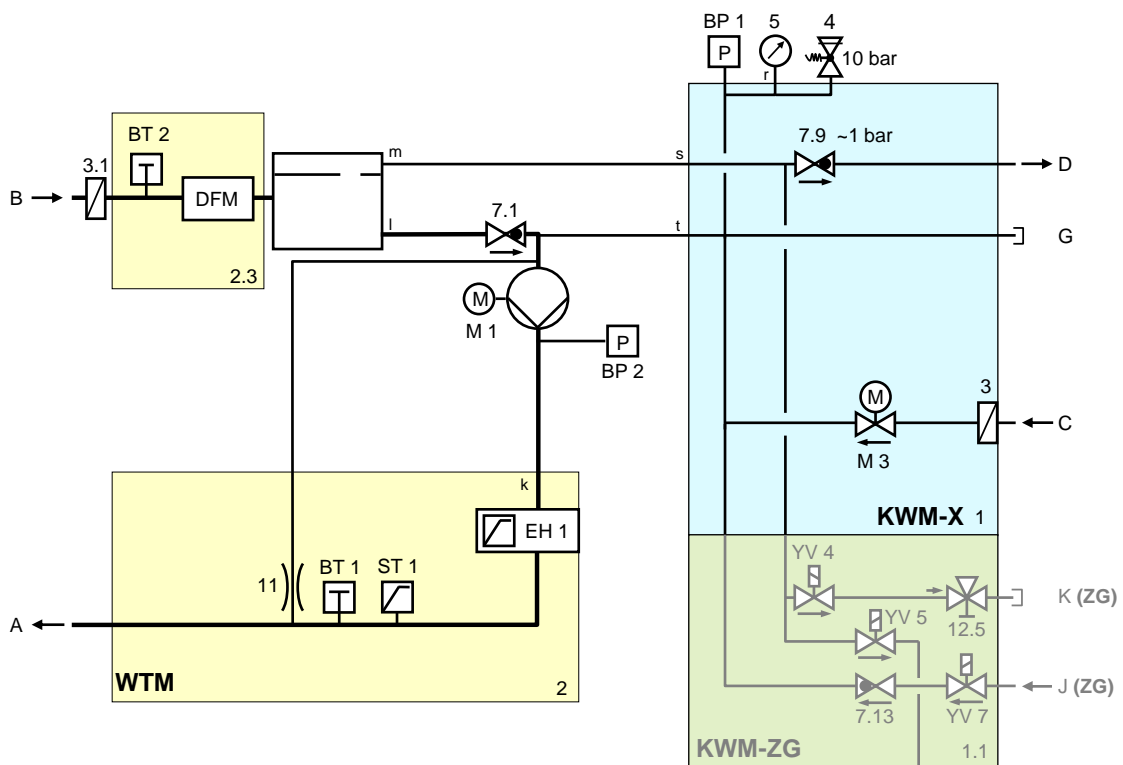 BP 1
5
4
P
10 bar
r
BT 2
3.1
m
s
7.9 ~1 bar
D
B
DFM
l
7.1
t
G
2.3
M
M 1
P
BP 2
M
3
C
M 3
k
KWM-X 1
EH 1
YV 4
BT 1
ST 1
11
K (ZG)
YV 5
12.5
A
WTM
2
J (ZG)
7.13
YV 7
KWM-ZG
1.1